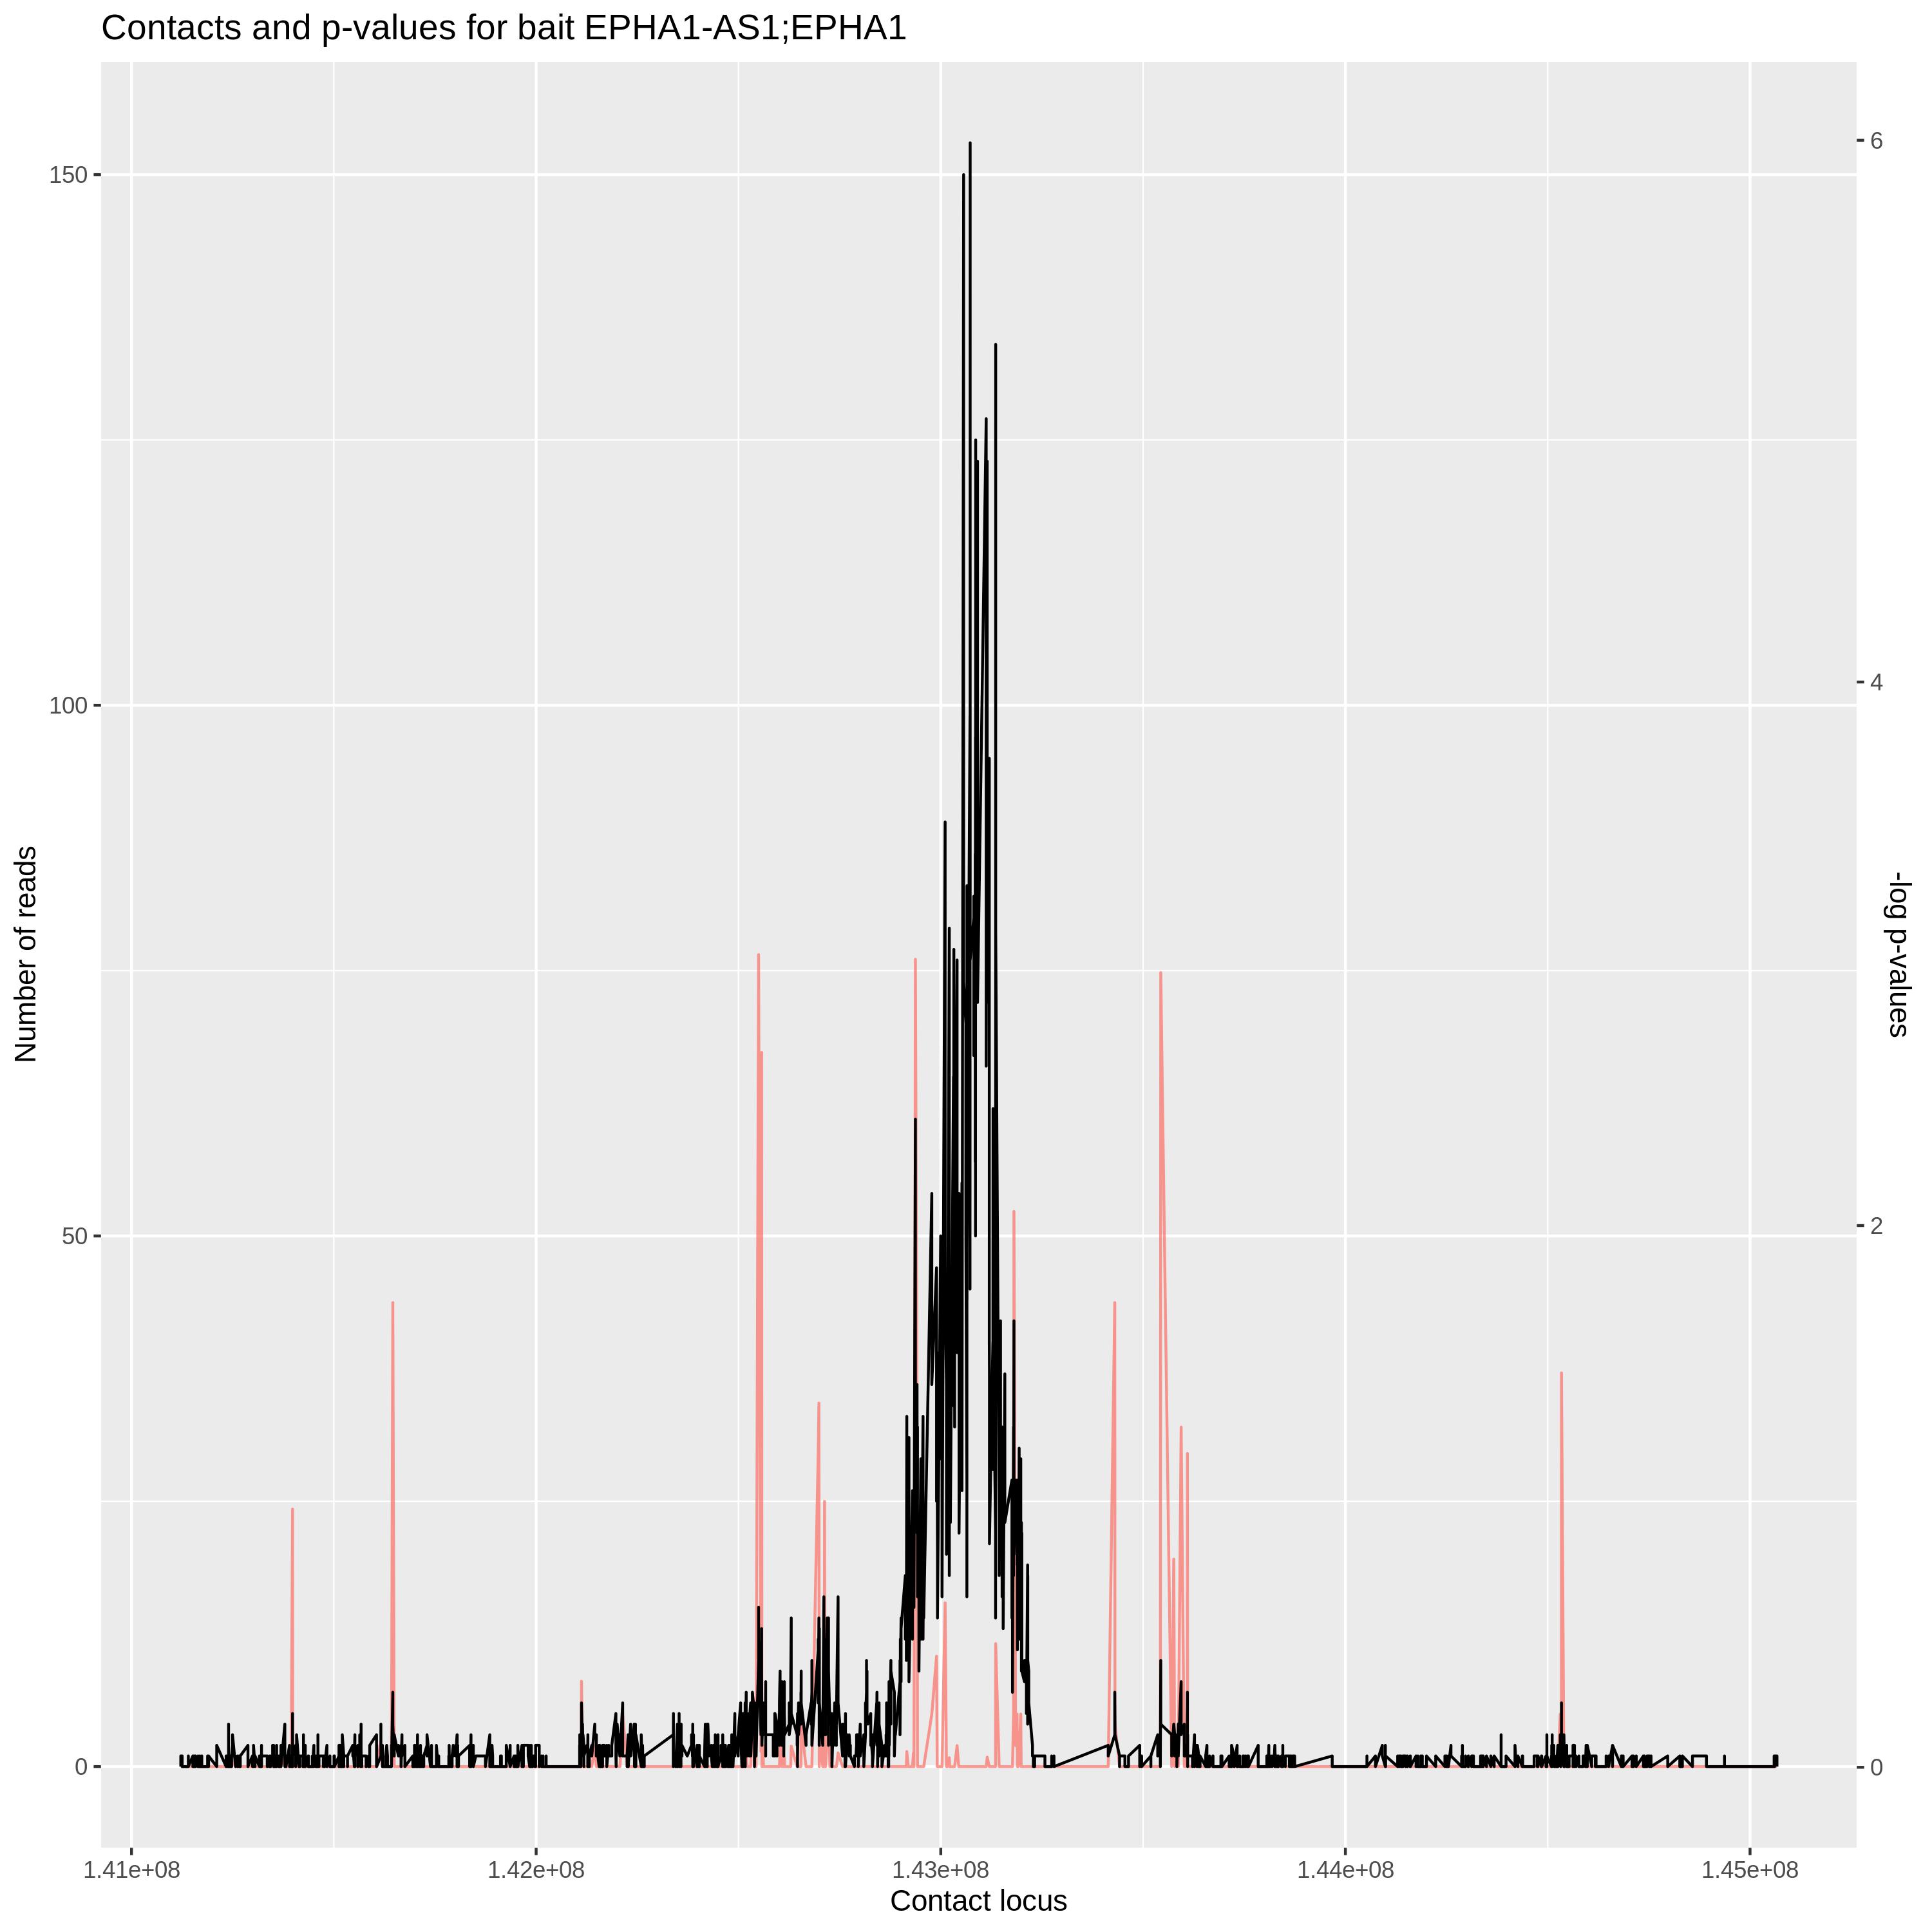 Contacts and p-values for bait EPHA1-AS1;EPHA1
150
100
50
0
Number of reads
6
4
2
0
-log p-values
1.41e+08
1.42e+08
1.43e+08
1.44e+08
1.45e+08
Contact locus